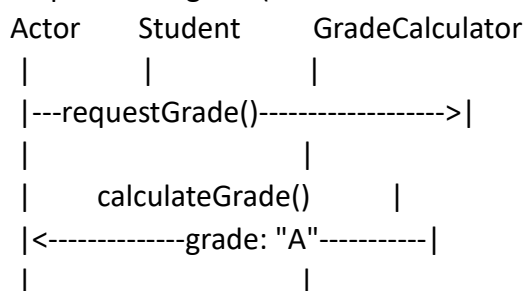 Actor Student GradeCalculator
| | |
|---requestGrade()------------------->|
| |
| calculateGrade() |
|<--------------grade: "A"-----------|
| |